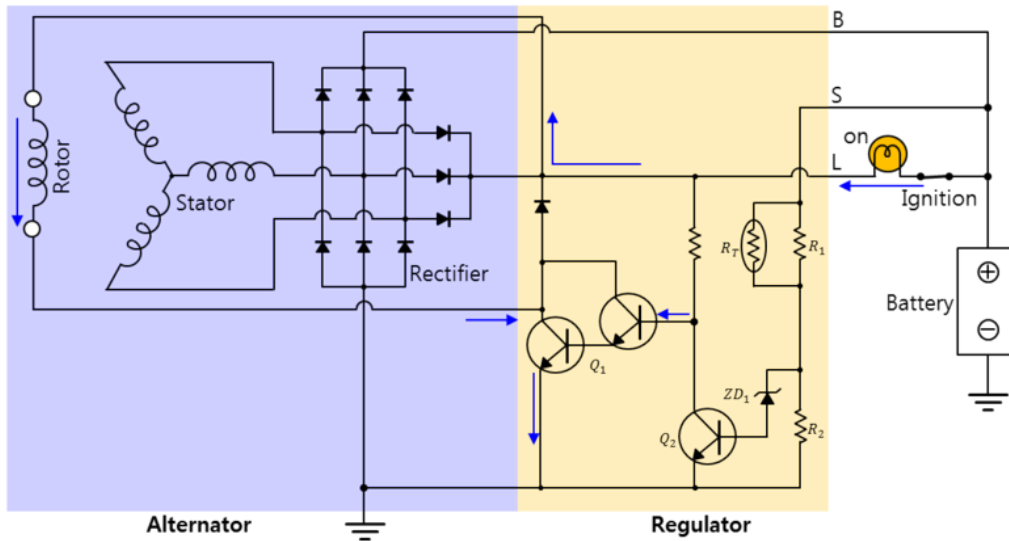 B
S
on
L
Rotor
Stator
Ignition
R_T
R_1
Rectifier
Battery
Q_1
ZD_1
Q_2
R_2
Alternator
Regulator